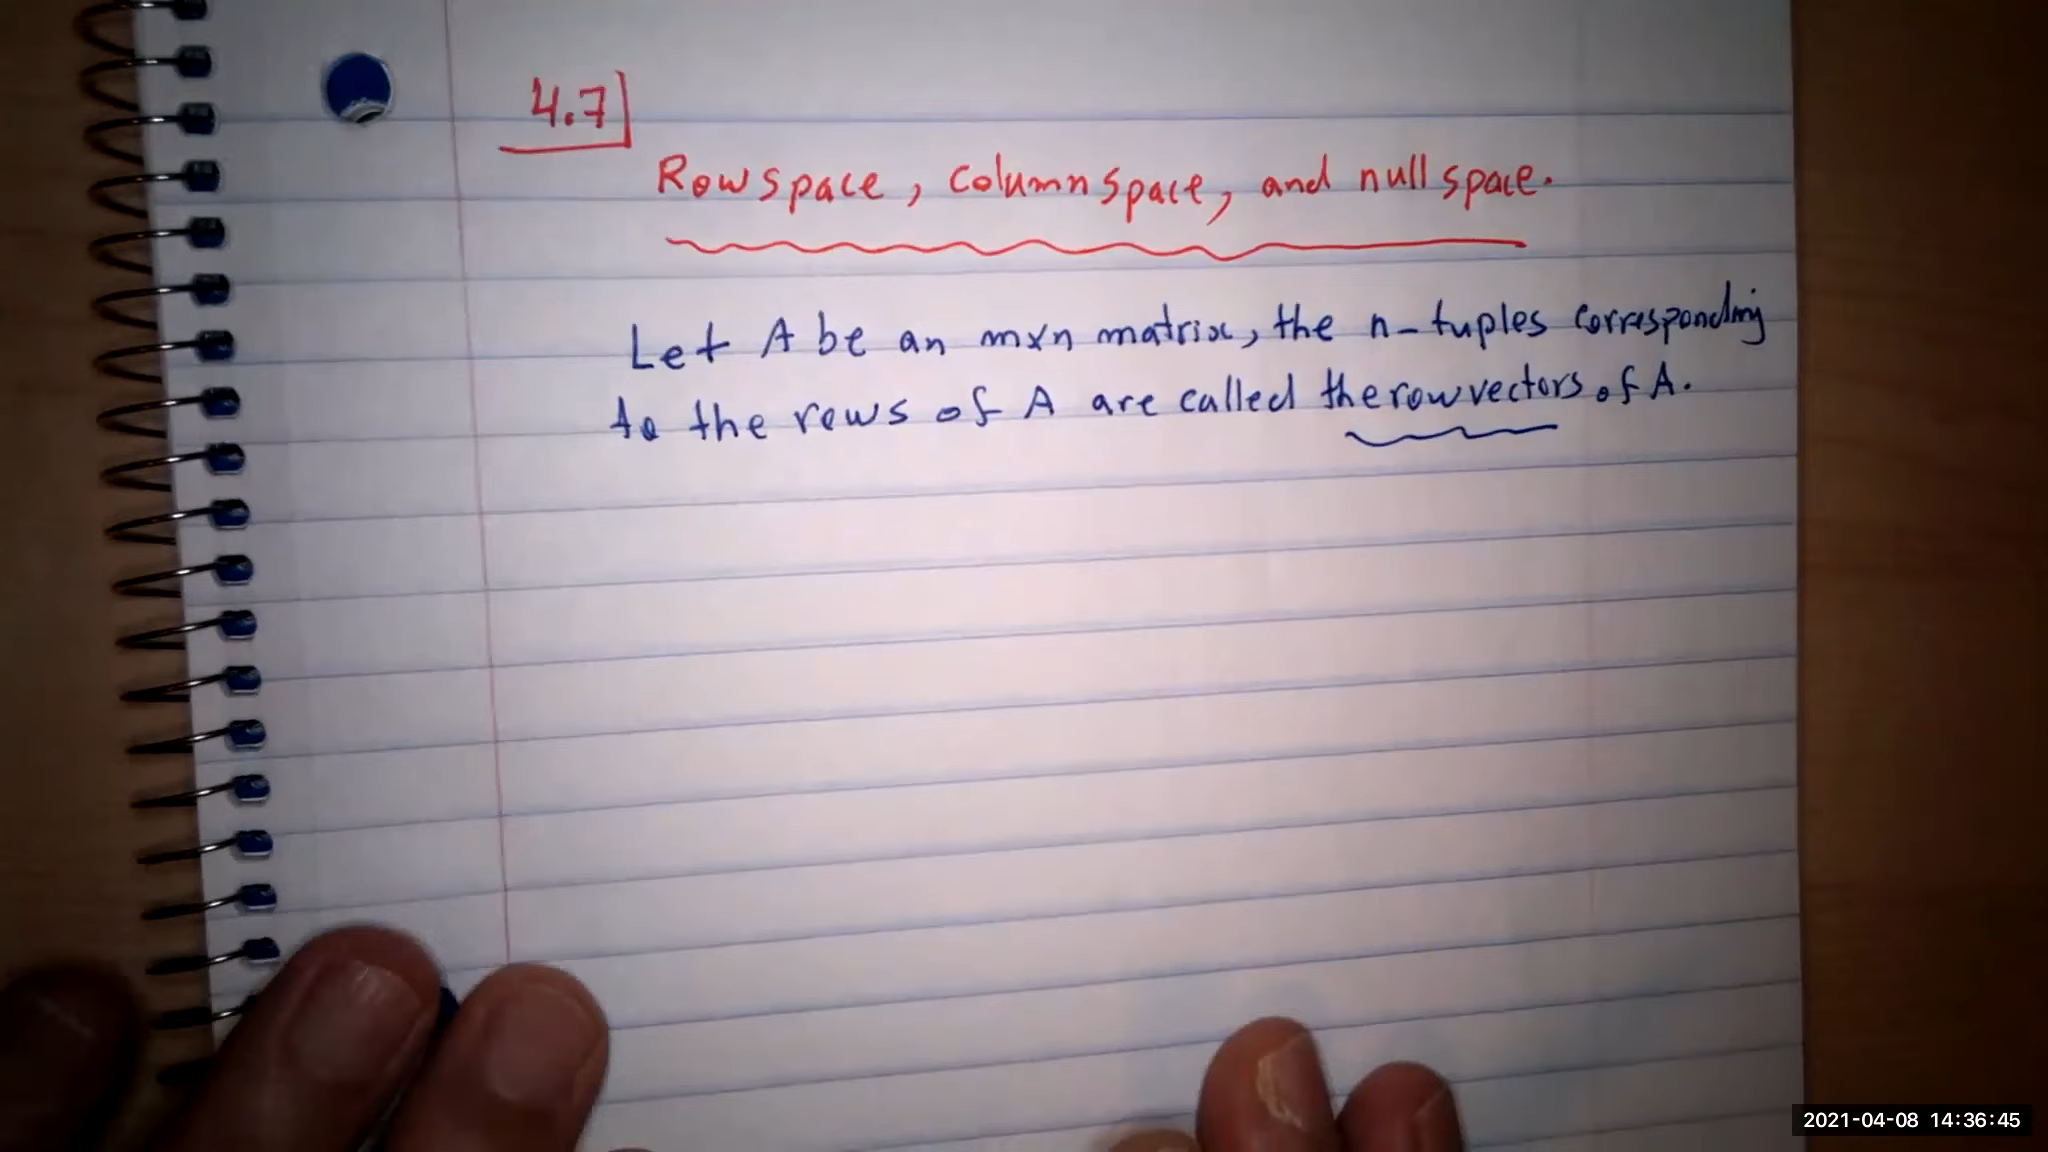 4.7
Row space, column space, and null space.
Let A be an mxn matrix, the n-tuples corresponding
to the rows of A are called the row vectors of A.
2021-04-08 14:36:45